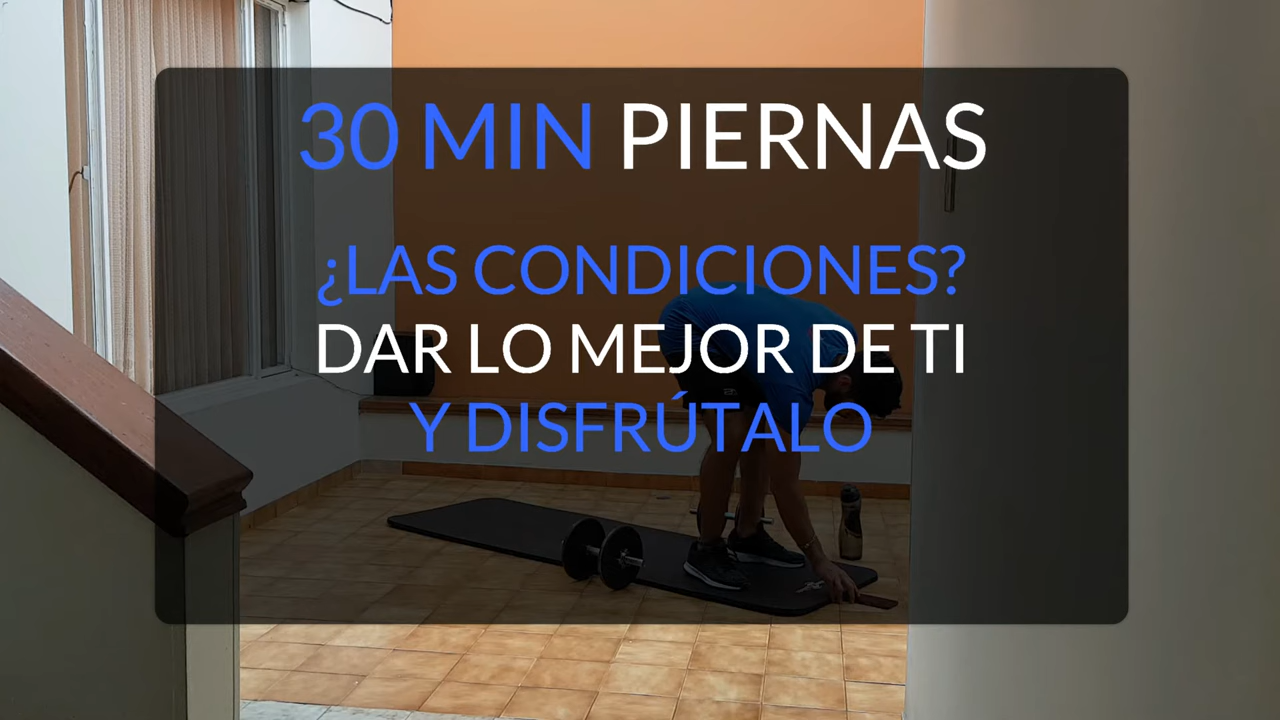 30 MIN PIERNAS
¿LAS CONDICIONES?
DAR LO MEJOR DE TI
Y DISFRÚTALO